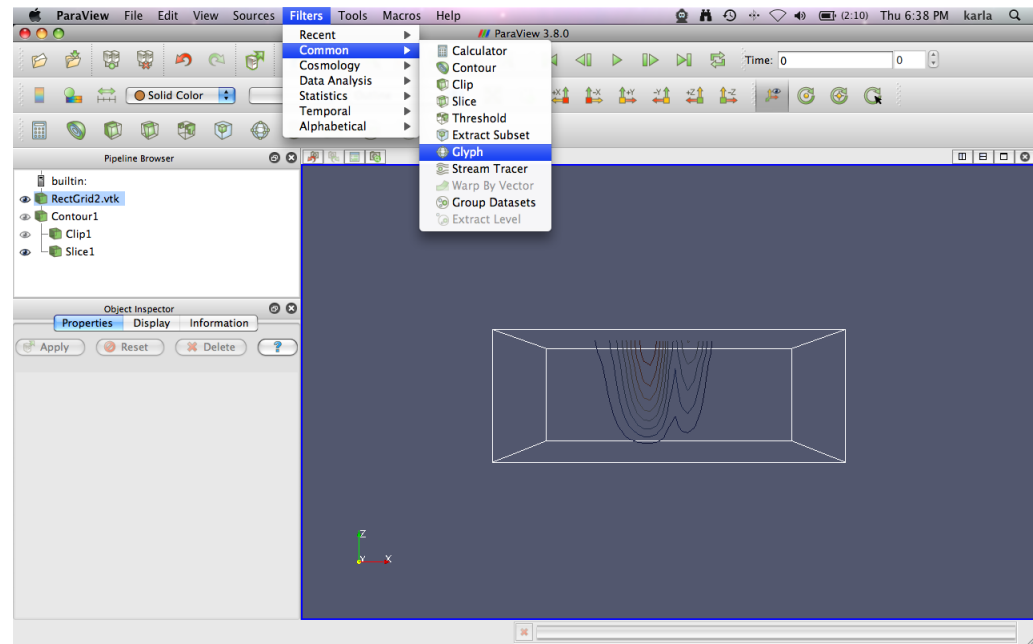 ParaView File Edit View Sources Filters Tools Macros Help (2:10) Thu 6:38 PM karla
ParaView 3.8.0
Recent
Common
Cosmology
Data Analysis
Statistics
Temporal
Alphabetical
Calculator
Contour
Clip
Slice
Threshold
Extract Subset
Glyph
Stream Tracer
Warp By Vector
Group Datasets
Extract Level
Time: 0 0
Solid Color
+X -X +Y -Y +Z -Z
Pipeline Browser
builtin:
RectGrid2.vtk
Contour1
Clip1
Slice1
Object Inspector
Properties Display Information
Apply Reset Delete ?
Z
Y X